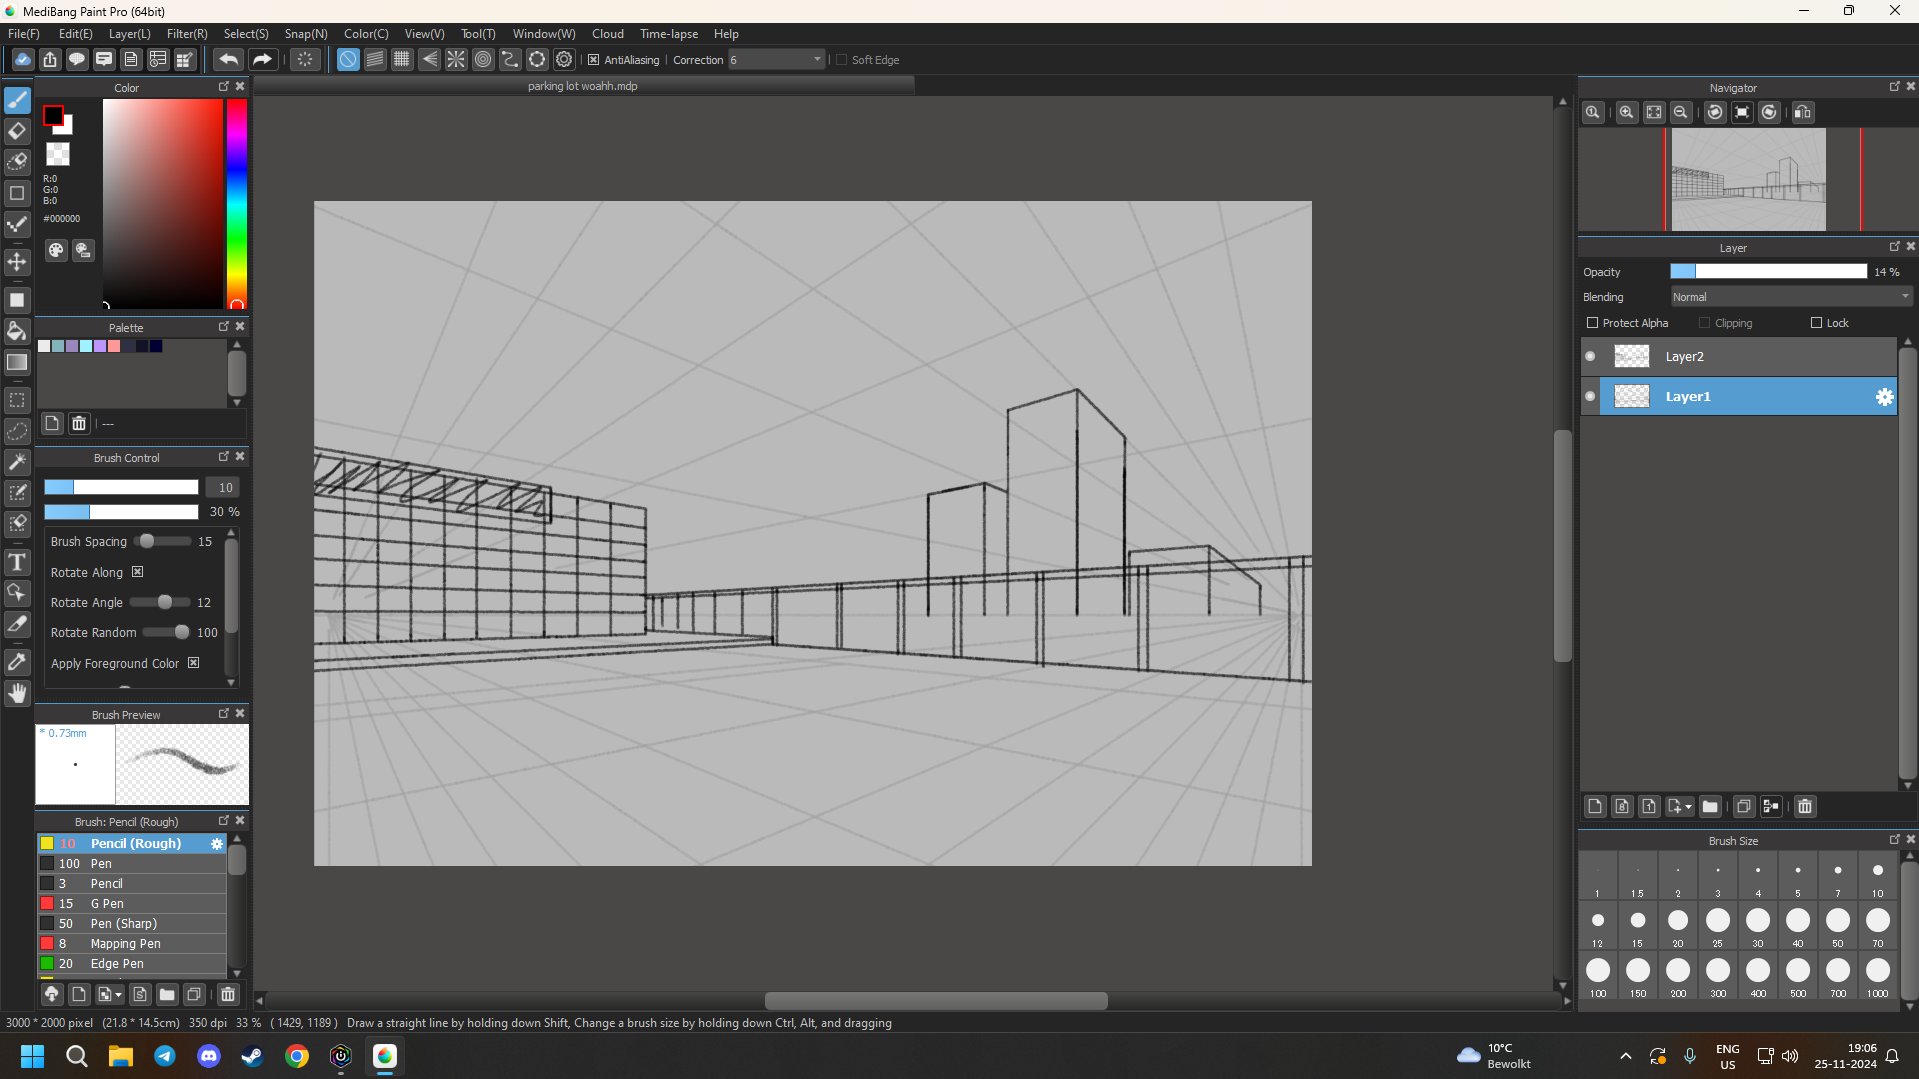 MediBang Paint Pro (64bit)
File(F) Edit(E) Layer(L) Filter(R) Select(S) Snap(N) Color(C) View(V) Tool(T) Window(W) Cloud Time-lapse Help
AntiAliasing Correction 6 Soft Edge
Color
parking lot woahh.mdp
Navigator
R:0
G:0
B:0
#000000
Layer
Opacity 14 %
Blending Normal
Protect Alpha Clipping Lock
Palette
Layer2
Layer1
---
Brush Control
10
30 %
Brush Spacing 15
Rotate Along
Rotate Angle 12
Rotate Random 100
Apply Foreground Color
Brush Preview
* 0.73mm
Brush: Pencil (Rough)
10 Pencil (Rough)
100 Pen
3 Pencil
15 G Pen
50 Pen (Sharp)
8 Mapping Pen
20 Edge Pen
Brush Size
1 1.5 2 3 4 5 7 10
12 15 20 25 30 40 50 70
100 150 200 300 400 500 700 1000
3000 * 2000 pixel (21.8 * 14.5cm) 350 dpi 33 % ( 1429, 1189 ) Draw a straight line by holding down Shift, Change a brush size by holding down Ctrl, Alt, and dragging
10°C
Bewolkt
ENG
US
19:06
25-11-2024